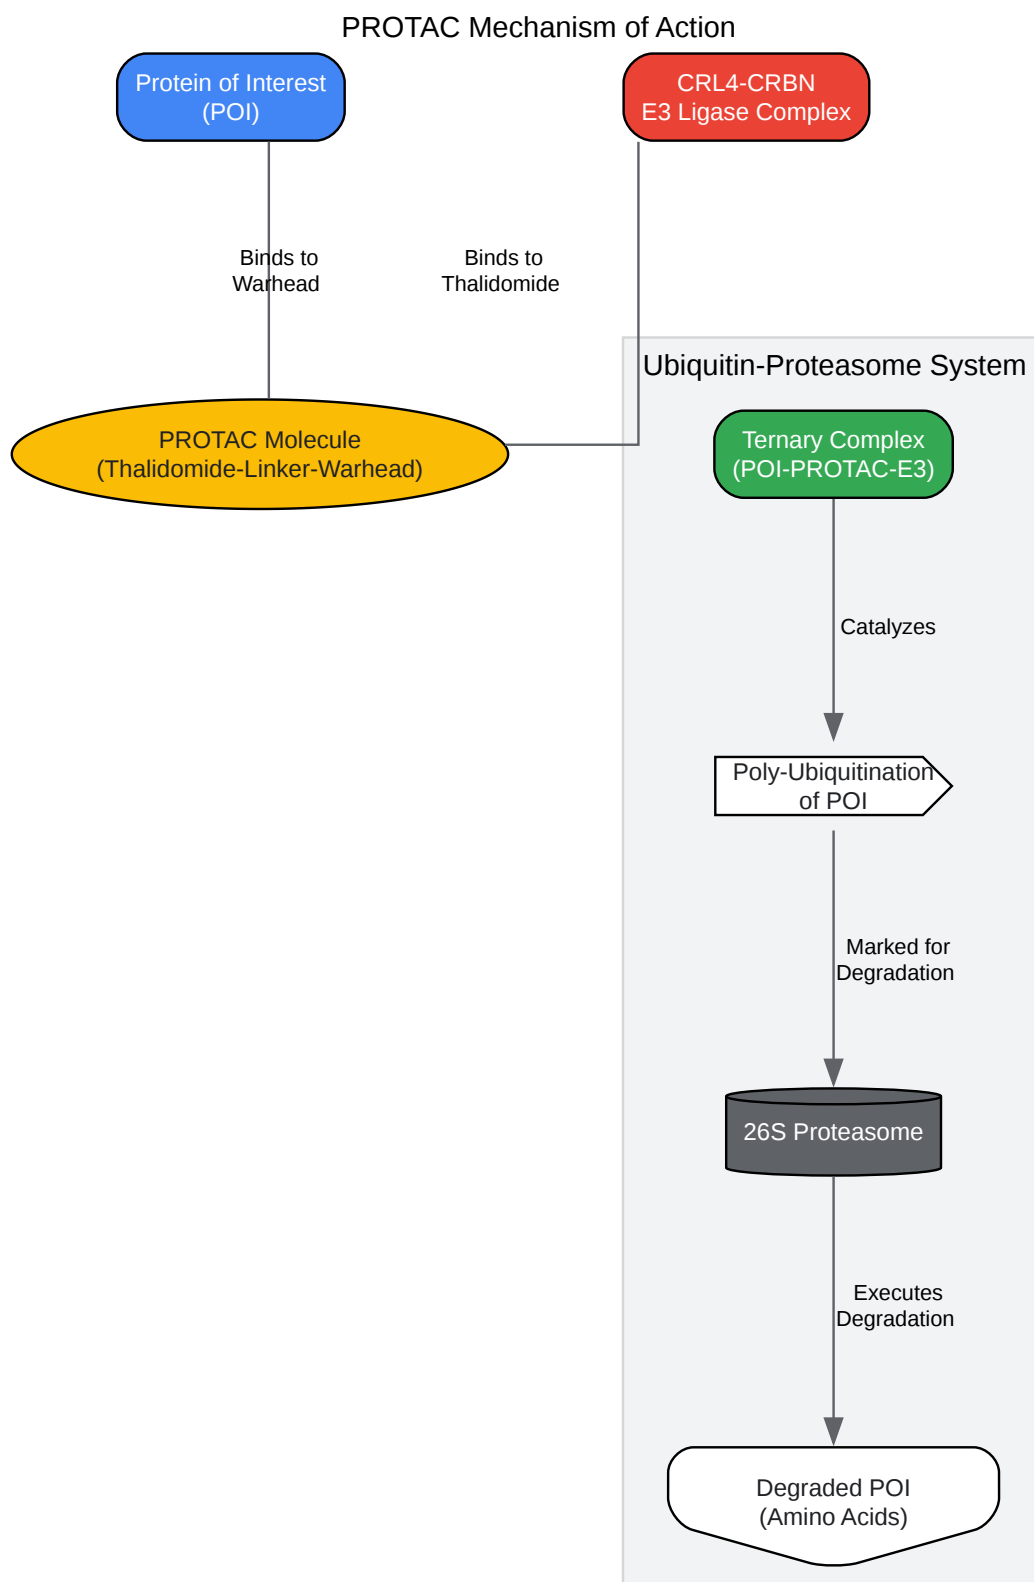 PROTAC Mechanism of Action
Protein of Interest
(POI)
CRL4-CRBN
E3 Ligase Complex
Binds to
Warhead
Binds to
Thalidomide
Ubiquitin-Proteasome System
PROTAC Molecule
(Thalidomide-Linker-Warhead)
Ternary Complex
(POI-PROTAC-E3)
Catalyzes
Poly-Ubiquitination
of POI
Marked for
Degradation
26S Proteasome
Executes
Degradation
Degraded POI
(Amino Acids)